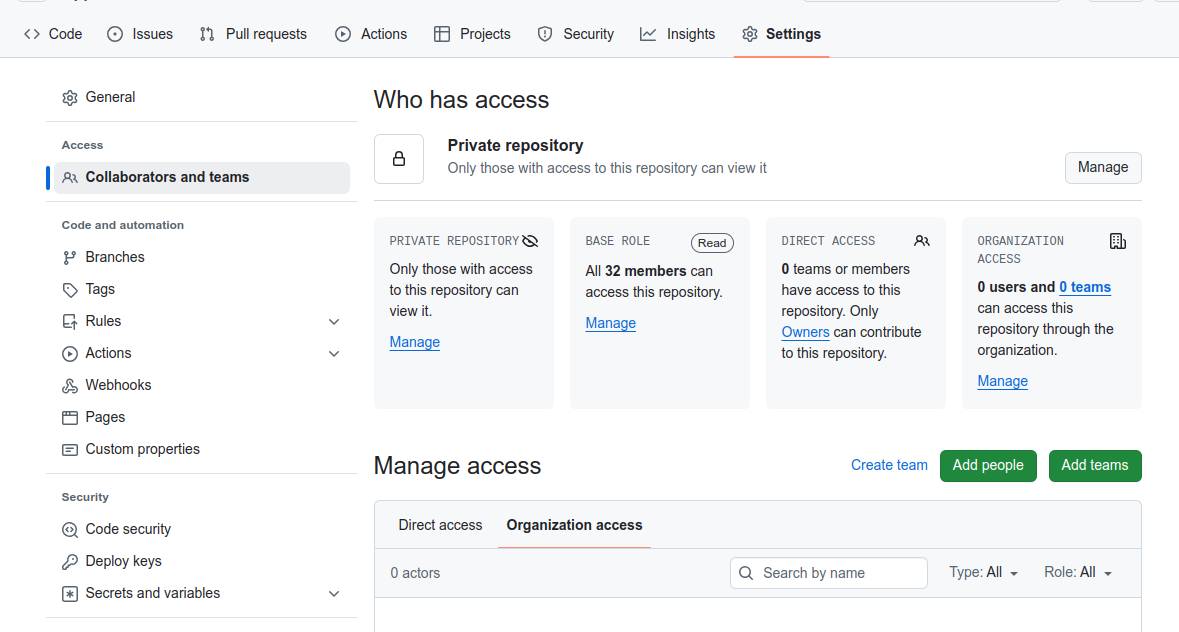 Code Issues Pull requests Actions Projects Security Insights Settings
General
Access
Collaborators and teams
Code and automation
Branches
Tags
Rules
Actions
Webhooks
Pages
Custom properties
Security
Code security
Deploy keys
Secrets and variables
Who has access
Private repository
Only those with access to this repository can view it
Manage
PRIVATE REPOSITORY
Only those with access
to this repository can
view it.
Manage
BASE ROLE Read
All 32 members can
access this repository.
Manage
DIRECT ACCESS
0 teams or members
have access to this
repository. Only
Owners can contribute
to this repository.
ORGANIZATION
ACCESS
0 users and 0 teams
can access this
repository through the
organization.
Manage
Manage access
Create team Add people Add teams
Direct access Organization access
0 actors Search by name Type: All Role: All